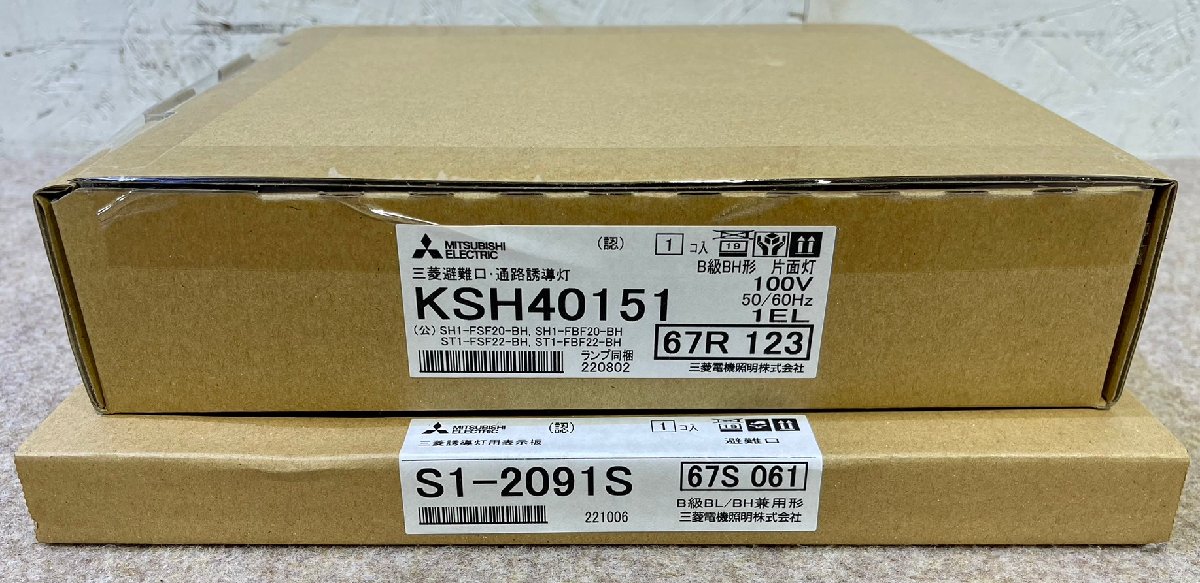 MITSUBISHI ELECTRIC (認) 1 コ入 19
B級BH形 片面灯
三菱避難口・通路誘導灯
100V
KSH40151
50/60Hz
1EL
(公) SH1-FSF20-BH, SH1-FBF20-BH
ST1-FSF22-BH, ST1-FBF22-BH
67R 123
ランプ同梱
220802
三菱電機照明株式会社
MITSUBISHI ELECTRIC (認) 1 コ入
三菱誘導灯用表示板 避難口
S1-2091S
67S 061
B級BL/BH兼用形
221006
三菱電機照明株式会社